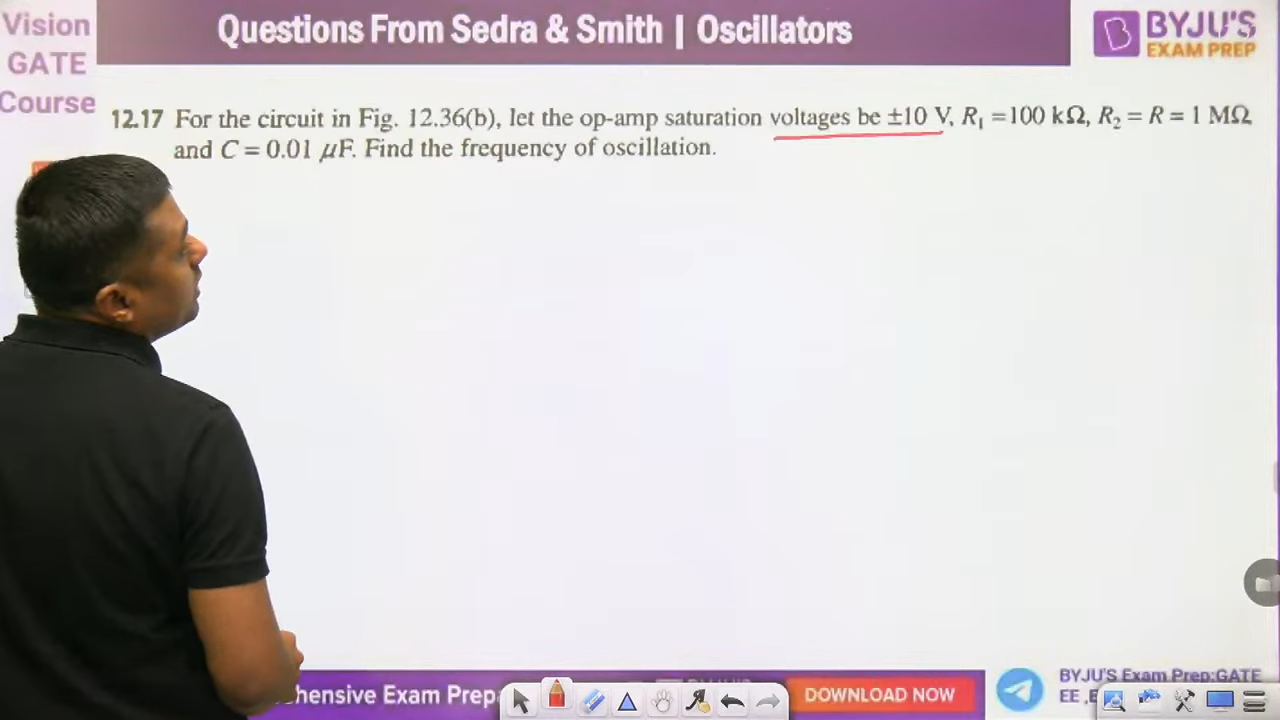 Vision
GATE
Course
Questions From Sedra & Smith | Oscillators
BYJU'S
EXAM PREP
12.17 For the circuit in Fig. 12.36(b), let the op-amp saturation voltages be ±10 V, R₁ =100 kΩ, R₂ = R = 1 MΩ,
and C = 0.01 μF. Find the frequency of oscillation.
hensive Exam Prep
DOWNLOAD NOW
BYJU'S Exam Prep:GATE
EE